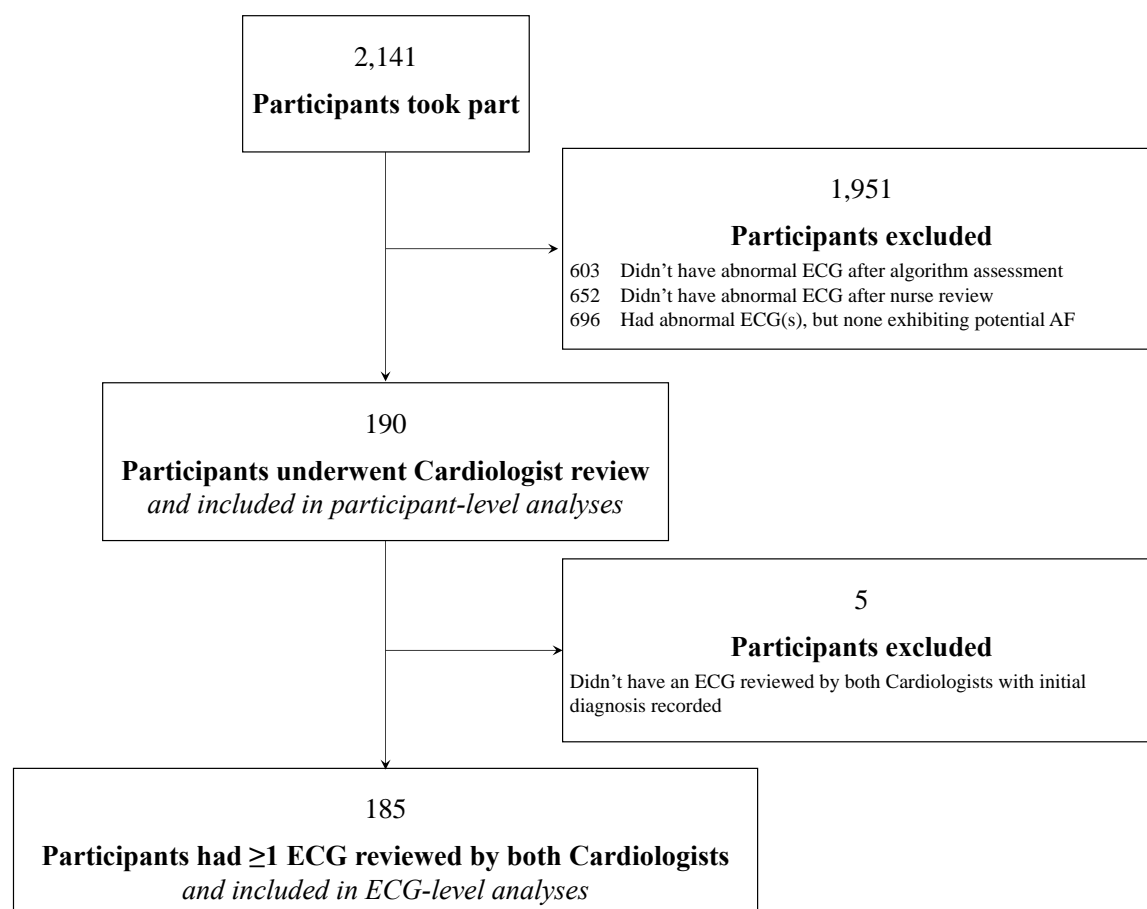 2,141
Participants took part
1,951
Participants excluded
603 Didn’t have abnormal ECG after algorithm assessment
652 Didn’t have abnormal ECG after nurse review
696 Had abnormal ECG(s), but none exhibiting potential AF
190
Participants underwent Cardiologist review
and included in participant-level analyses
5
Participants excluded
Didn’t have an ECG reviewed by both Cardiologists with initial
diagnosis recorded
185
Participants had ≥1 ECG reviewed by both Cardiologists
and included in ECG-level analyses